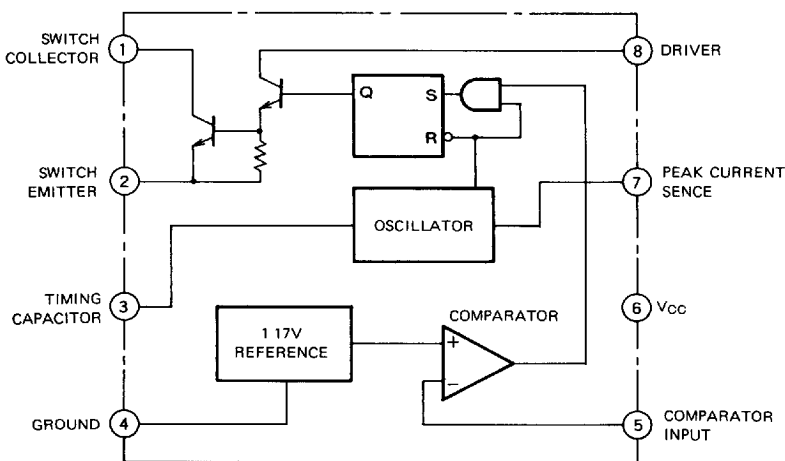 SWITCH
COLLECTOR
1
8
DRIVER
Q
S
R
SWITCH
EMITTER
2
7
PEAK CURRENT
SENCE
OSCILLATOR
TIMING
CAPACITOR
3
6
VCC
1 17V
REFERENCE
COMPARATOR
+
−
GROUND
4
5
COMPARATOR
INPUT